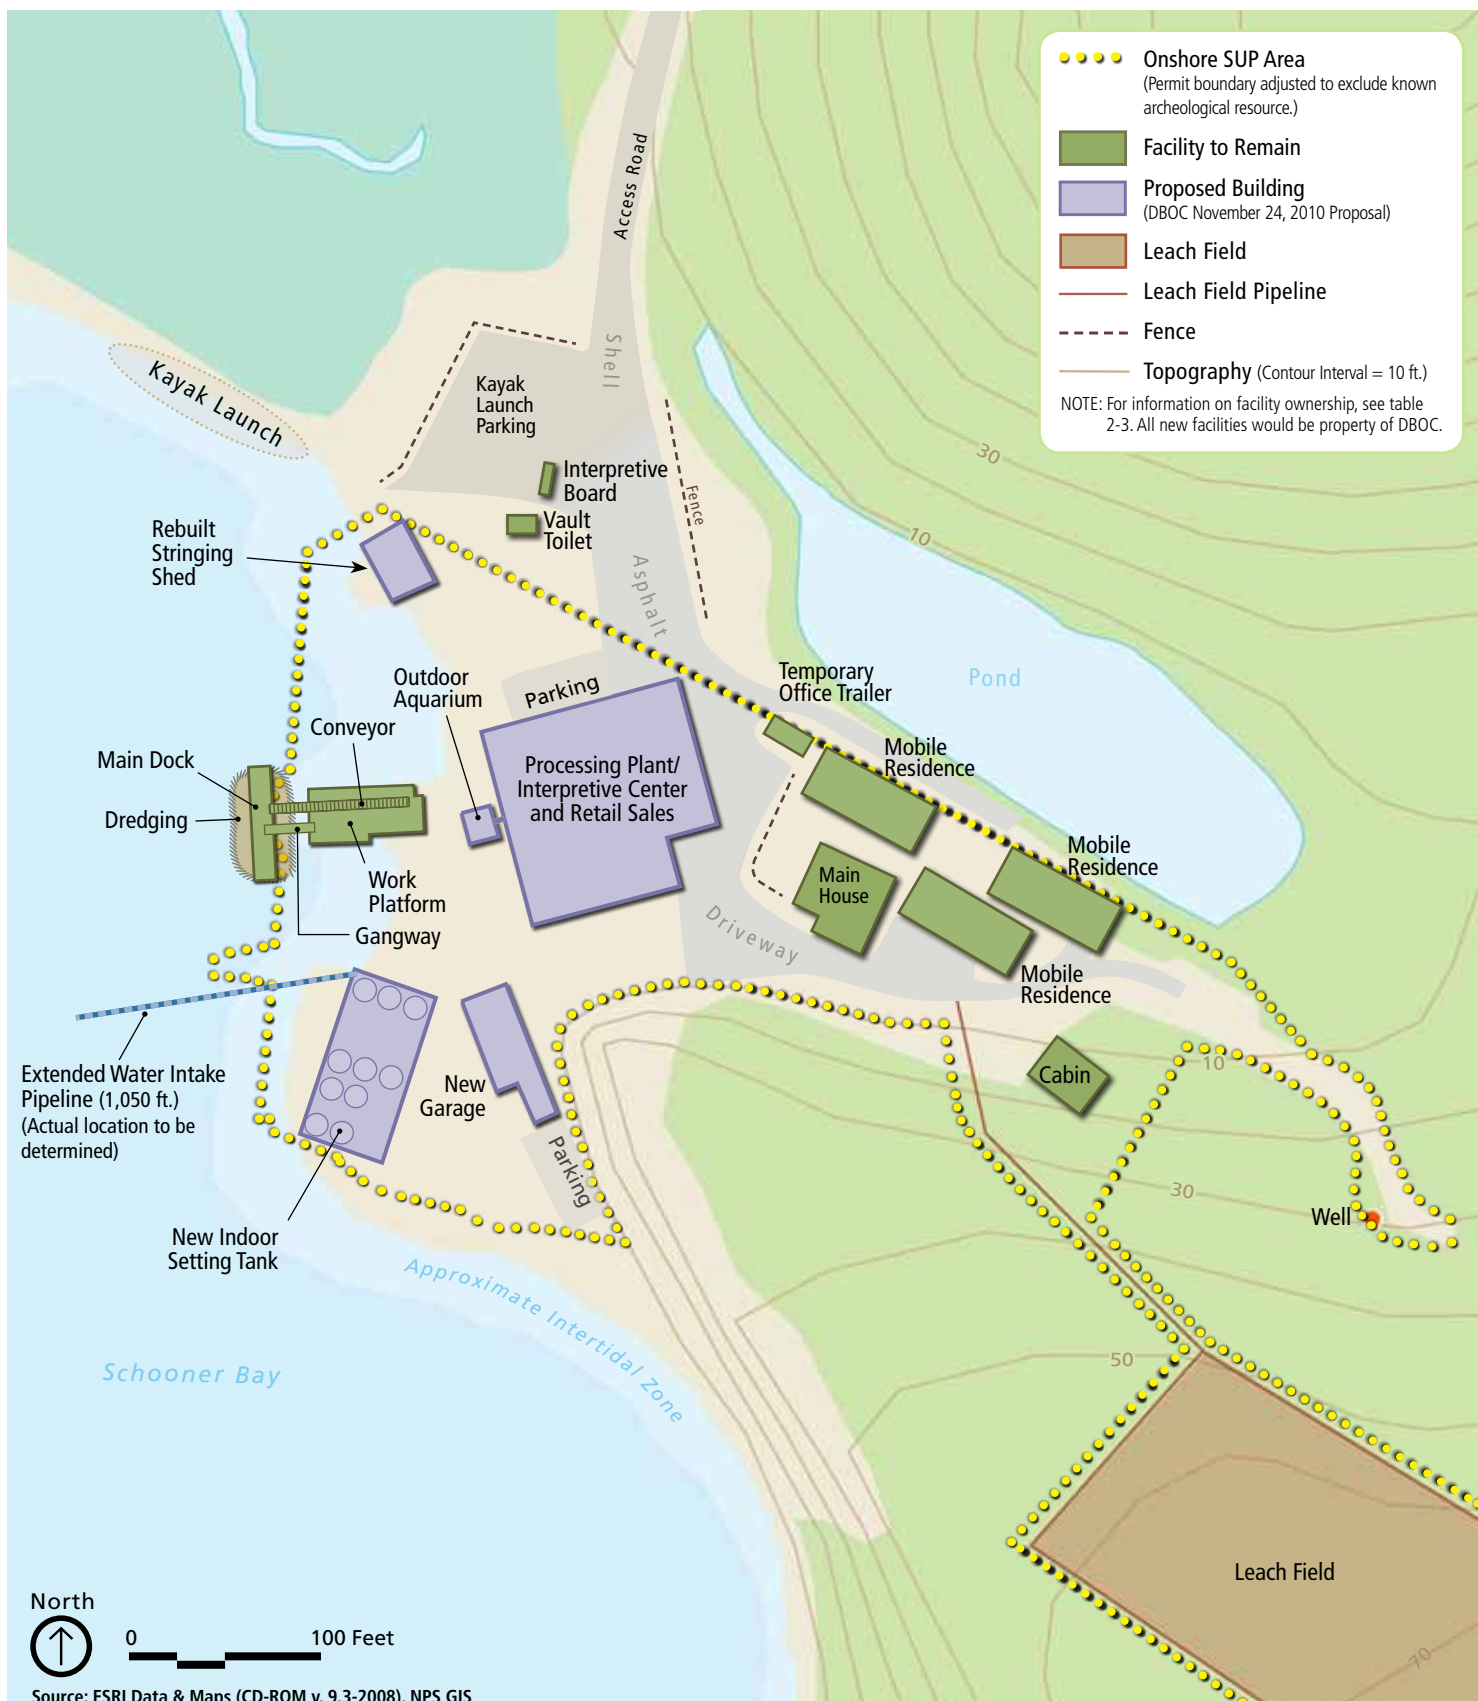 Onshore SUP Area
(Permit boundary adjusted to exclude known
archeological resource.)
Facility to Remain
Proposed Building
(DBOC November 24, 2010 Proposal)
Leach Field
Leach Field Pipeline
Fence
Topography (Contour Interval = 10 ft.)
NOTE: For information on facility ownership, see table
2-3. All new facilities would be property of DBOC.
Access Road
Shell
Kayak Launch
Kayak
Launch
Parking
30
Interpretive
Board
Fence
10
Vault
Toilet
Rebuilt
Stringing
Shed
Asphalt
Outdoor
Aquarium
Parking
Temporary
Office Trailer
Pond
Conveyor
Main Dock
Mobile
Residence
Processing Plant/
Interpretive Center
and Retail Sales
Dredging
Mobile
Residence
Main
House
Work
Platform
Gangway
Driveway
Mobile
Residence
Extended Water Intake
Pipeline (1,050 ft.)
(Actual location to be
determined)
New
Garage
Cabin
10
Parking
30
Well
New Indoor
Setting Tank
Approximate Intertidal Zone
50
Schooner Bay
Leach Field
70
North
0 100 Feet
Source: ESRI Data & Maps (CD-ROM v. 9.3-2008), NPS GIS